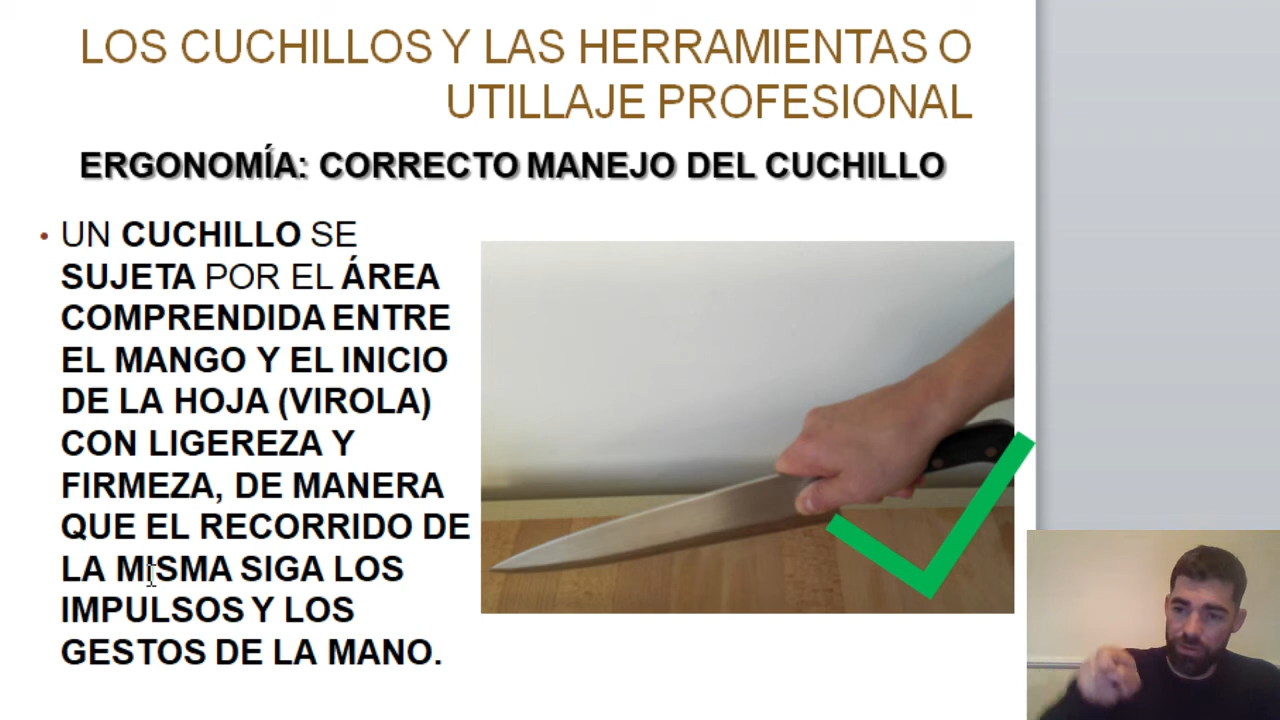 LOS CUCHILLOS Y LAS HERRAMIENTAS O
UTILLAJE PROFESIONAL
ERGONOMÍA: CORRECTO MANEJO DEL CUCHILLO
• UN CUCHILLO SE
SUJETA POR EL ÁREA
COMPRENDIDA ENTRE
EL MANGO Y EL INICIO
DE LA HOJA (VIROLA)
CON LIGEREZA Y
FIRMEZA, DE MANERA
QUE EL RECORRIDO DE
LA MISMA SIGA LOS
IMPULSOS Y LOS
GESTOS DE LA MANO.